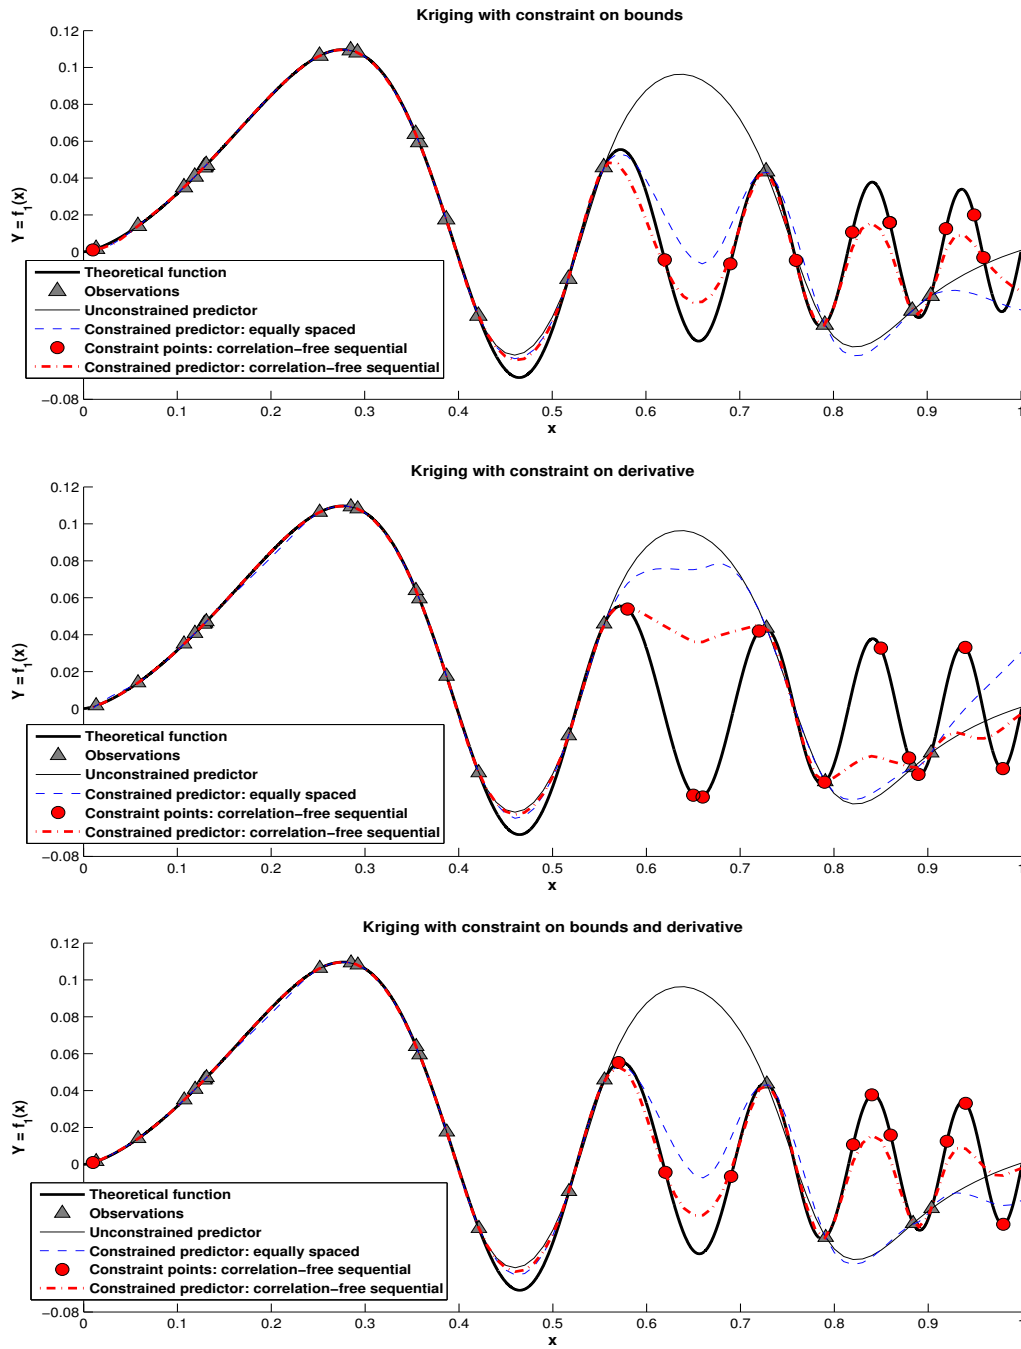 Kriging with constraint on bounds
0.12
0.1
0.08
0.06
0.04
0.02
0
−0.08
Y = f1(x)
Theoretical function
Observations
Unconstrained predictor
Constrained predictor: equally spaced
Constraint points: correlation−free sequential
Constrained predictor: correlation−free sequential
0 0.1 0.2 0.3 0.4 0.5 0.6 0.7 0.8 0.9 1
x
Kriging with constraint on derivative
0.12
0.1
0.08
0.06
0.04
0.02
0
−0.08
Y = f1(x)
Theoretical function
Observations
Unconstrained predictor
Constrained predictor: equally spaced
Constraint points: correlation−free sequential
Constrained predictor: correlation−free sequential
0 0.1 0.2 0.3 0.4 0.5 0.6 0.7 0.8 0.9 1
x
Kriging with constraint on bounds and derivative
0.12
0.1
0.08
0.06
0.04
0.02
0
−0.08
Y = f1(x)
Theoretical function
Observations
Unconstrained predictor
Constrained predictor: equally spaced
Constraint points: correlation−free sequential
Constrained predictor: correlation−free sequential
0 0.1 0.2 0.3 0.4 0.5 0.6 0.7 0.8 0.9 1
x